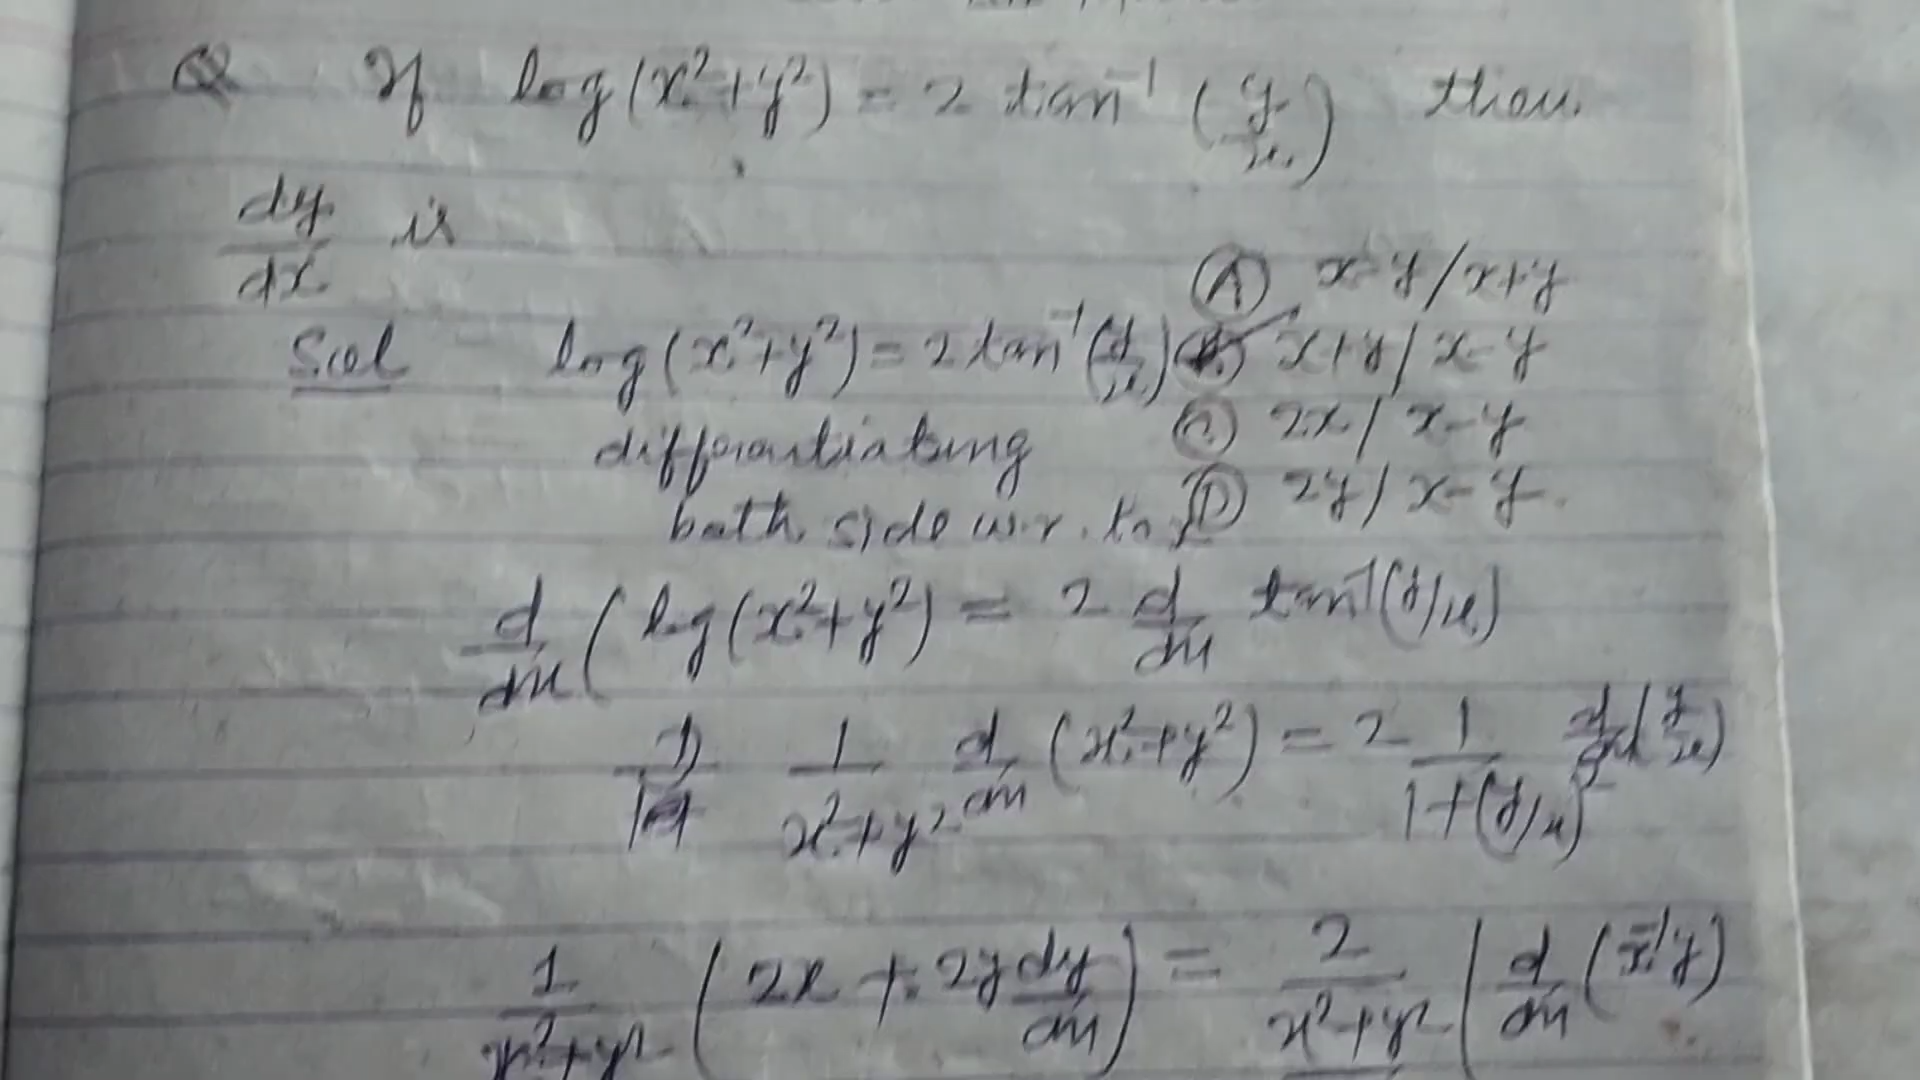 Q If log(x²+y²) = 2 tan⁻¹ (y/x) then
dy/dx is
Ⓐ x-y/x+y
Sol log(x²+y²) = 2 tan⁻¹(y/x) x+y/x-y
differentiating Ⓒ 2x/x-y
both side w.r. to x Ⓓ 2y/x-y.
d/dx (log(x²+y²) = 2 d/dx tan⁻¹(y/x)
1/x²+y² d/dx (x²+y²) = 2 1/1+(y/x)² d/dx(y/x)
1/x²+y² (2x + 2y dy/dx) = 2/x²+y² (d/dx (x⁻¹y)